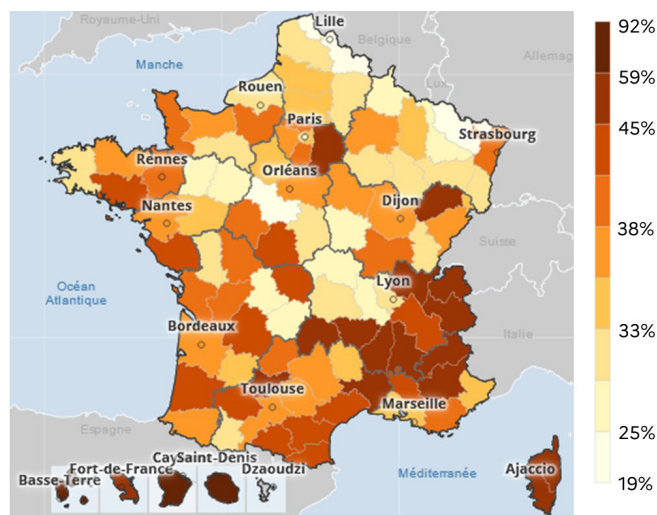 Royaume-Uni
Lille
Belgique
Allemag
Manche
Lux.
Rouen
Paris
Strasbourg
Rennes
Orléans
Nantes
Dijon
Suisse
Océan
Atlantique
Lyon
Italie
Bordeaux
Toulouse
Marseille
Espagne
Méditerranée
Ajaccio
Basse-Terre
Fort-de-France
Cay
Saint-Denis
Dzaoudzi
92%
59%
45%
38%
33%
25%
19%